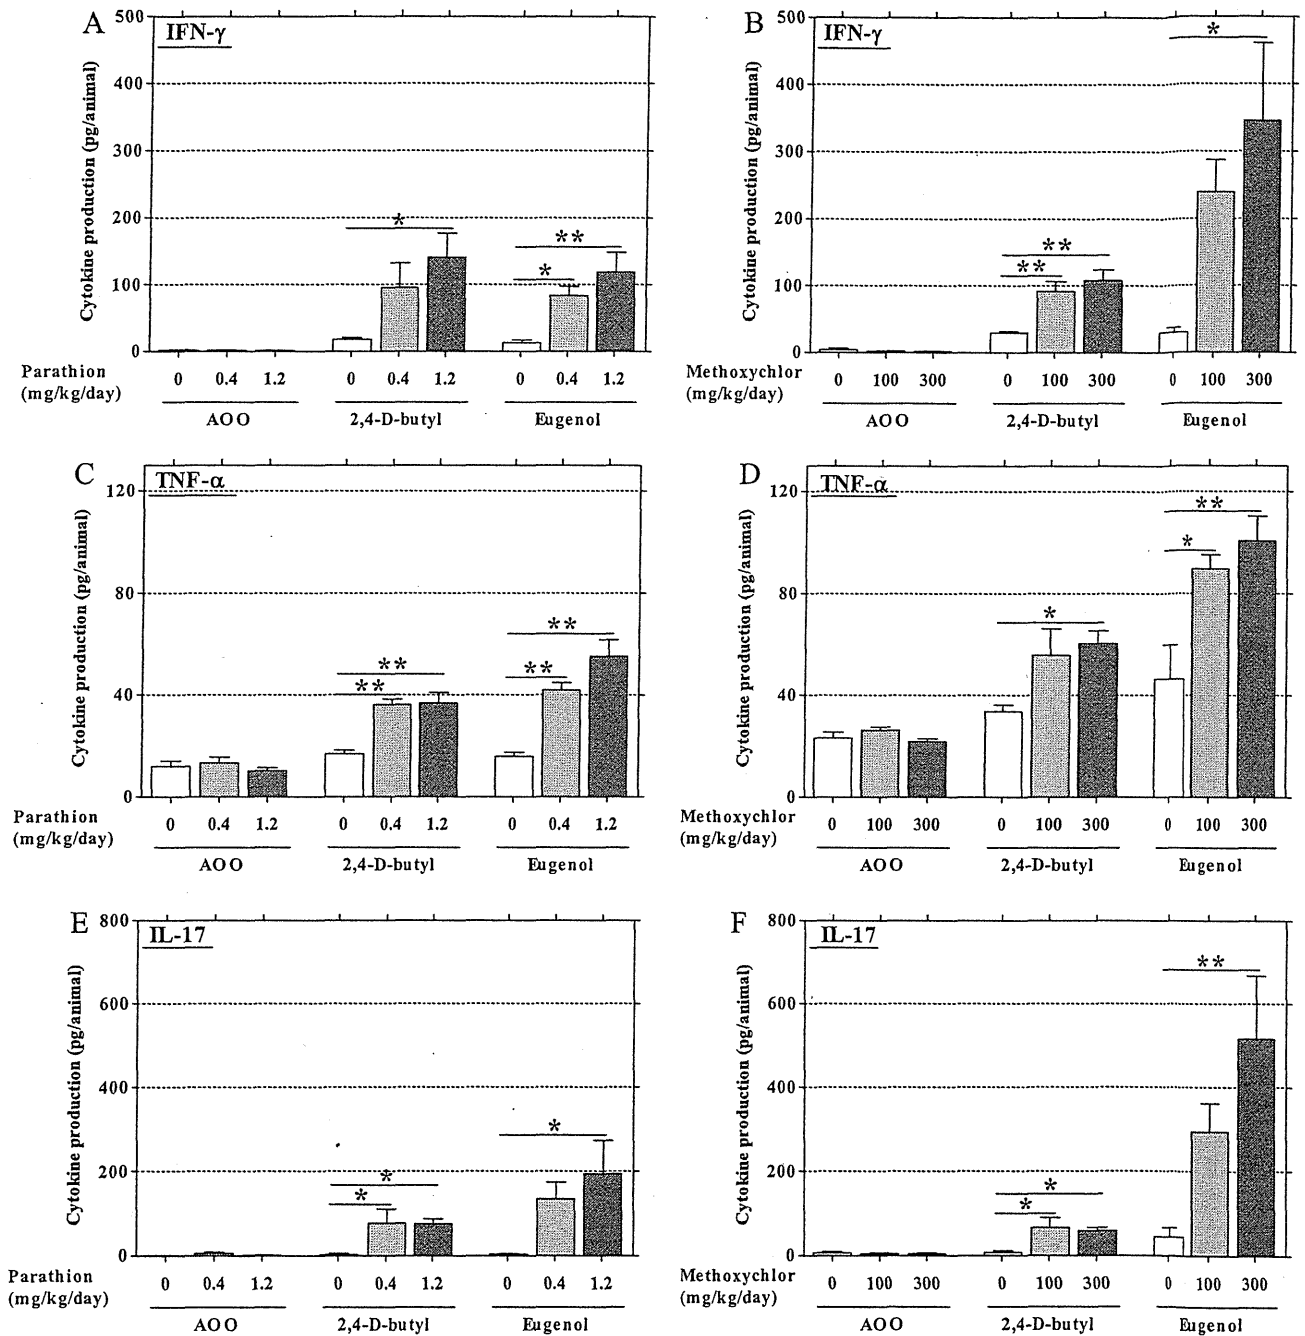 A
IFN-γ
500
400
300
200
100
0
Cytokine production (pg/animal)
*
**
*
Parathion
(mg/kg/day)
0 0.4 1.2 0 0.4 1.2 0 0.4 1.2
AOO 2,4-D-butyl Eugenol
B
IFN-γ
500
400
300
200
100
0
Cytokine production (pg/animal)
*
**
**
Methoxychlor
(mg/kg/day)
0 100 300 0 100 300 0 100 300
AOO 2,4-D-butyl Eugenol
C
TNF-α
120
80
40
0
Cytokine production (pg/animal)
**
**
**
**
Parathion
(mg/kg/day)
0 0.4 1.2 0 0.4 1.2 0 0.4 1.2
AOO 2,4-D-butyl Eugenol
D
TNF-α
120
80
40
0
Cytokine production (pg/animal)
**
*
*
Methoxychlor
(mg/kg/day)
0 100 300 0 100 300 0 100 300
AOO 2,4-D-butyl Eugenol
E
IL-17
800
600
400
200
0
Cytokine production (pg/animal)
*
*
*
Parathion
(mg/kg/day)
0 0.4 1.2 0 0.4 1.2 0 0.4 1.2
AOO 2,4-D-butyl Eugenol
F
IL-17
800
600
400
200
0
Cytokine production (pg/animal)
**
*
*
Methoxychlor
(mg/kg/day)
0 100 300 0 100 300 0 100 300
AOO 2,4-D-butyl Eugenol